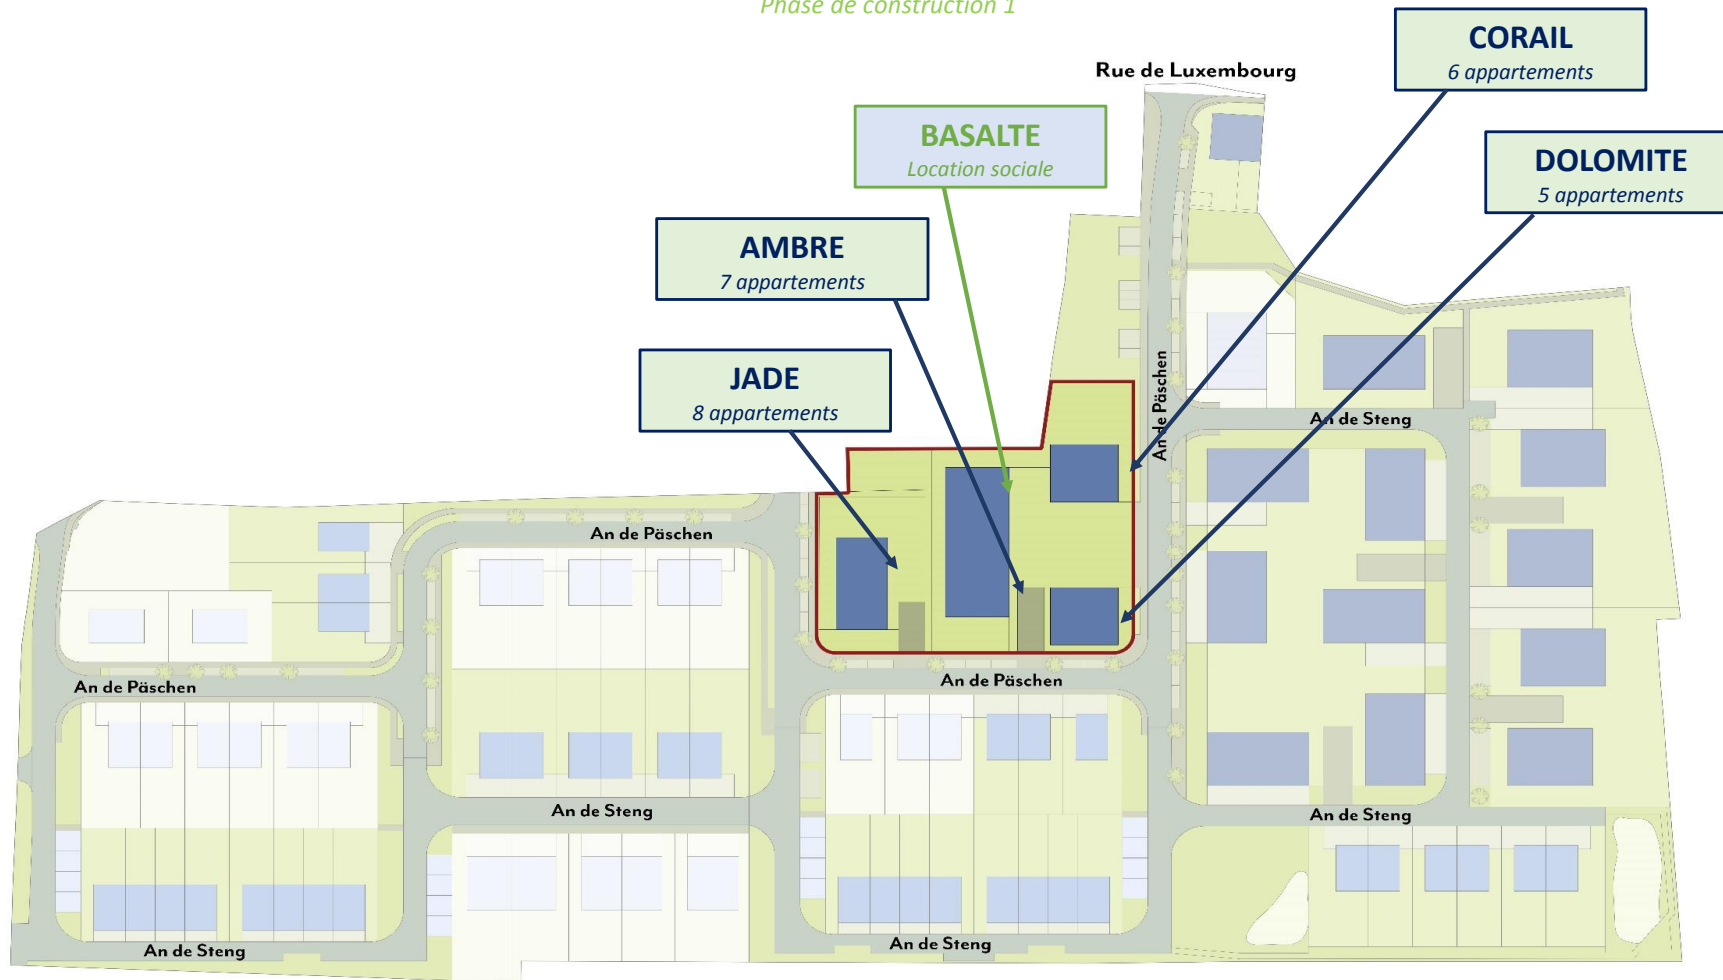 Phase de construction 1
CORAIL
6 appartements
Rue de Luxembourg
BASALTE
Location sociale
DOLOMITE
5 appartements
AMBRE
7 appartements
JADE
8 appartements
An de Päschen
An de Steng
An de Päschen
An de Päschen
An de Päschen
An de Steng
An de Steng
An de Steng
An de Steng